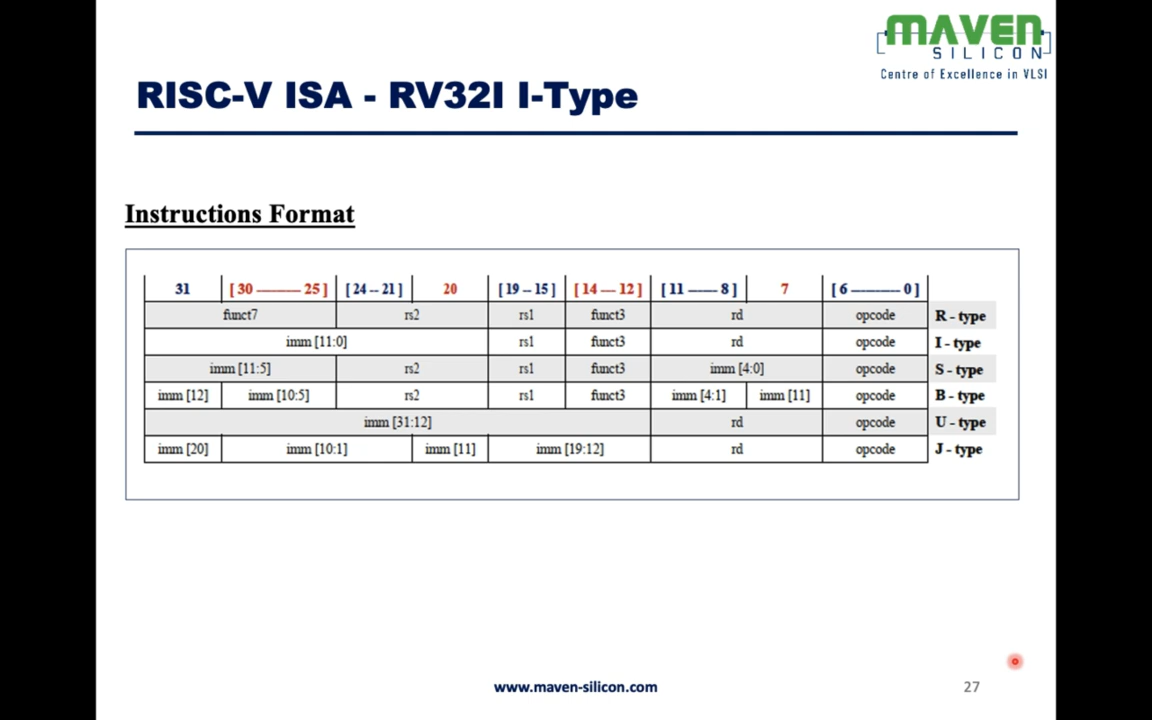 MAVEN
SILICON
Centre of Excellence in VLSI
RISC-V ISA - RV32I I-Type
Instructions Format
31 [ 30 ——— 25 ] [ 24 -- 21 ] 20 [ 19 -- 15 ] [ 14 — 12 ] [ 11 —— 8 ] 7 [ 6 ——— 0 ]
funct7 rs2 rs1 funct3 rd opcode R - type
imm [11:0] rs1 funct3 rd opcode I - type
imm [11:5] rs2 rs1 funct3 imm [4:0] opcode S - type
imm [12] imm [10:5] rs2 rs1 funct3 imm [4:1] imm [11] opcode B - type
imm [31:12] rd opcode U - type
imm [20] imm [10:1] imm [11] imm [19:12] rd opcode J - type
www.maven-silicon.com
27